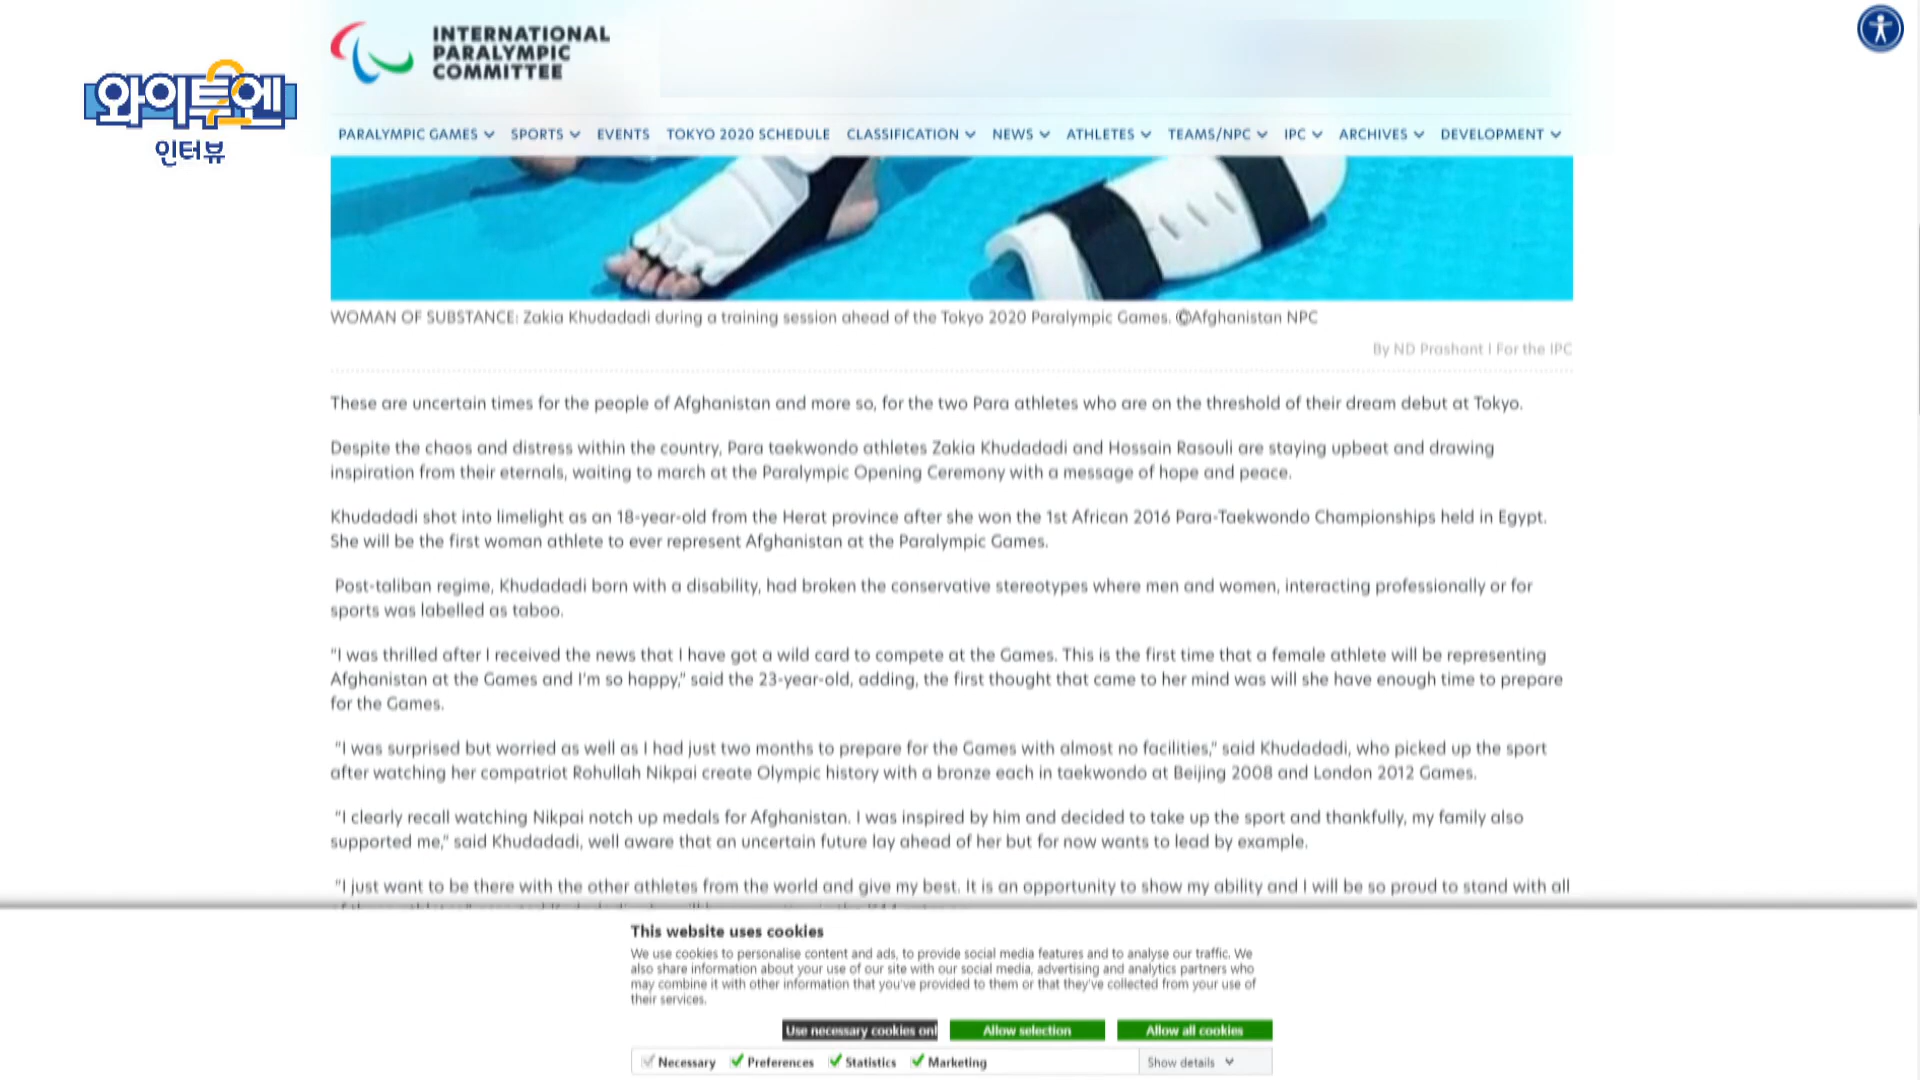 INTERNATIONAL
PARALYMPIC
COMMITTEE
와이투엔
인터뷰
PARALYMPIC GAMES SPORTS EVENTS TOKYO 2020 SCHEDULE CLASSIFICATION NEWS ATHLETES TEAMS/NPC IPC ARCHIVES DEVELOPMENT
WOMAN OF SUBSTANCE: Zakia Khudadadi during a training session ahead of the Tokyo 2020 Paralympic Games. ©Afghanistan NPC
By ND Prashant | For the IPC
These are uncertain times for the people of Afghanistan and more so, for the two Para athletes who are on the threshold of their dream debut at Tokyo.
Despite the chaos and distress within the country, Para taekwondo athletes Zakia Khudadadi and Hossain Rasouli are staying upbeat and drawing
inspiration from their eternals, waiting to march at the Paralympic Opening Ceremony with a message of hope and peace.
Khudadadi shot into limelight as an 18-year-old from the Herat province after she won the 1st African 2016 Para-Taekwondo Championships held in Egypt.
She will be the first woman athlete to ever represent Afghanistan at the Paralympic Games.
Post-taliban regime, Khudadadi born with a disability, had broken the conservative stereotypes where men and women, interacting professionally or for
sports was labelled as taboo.
"I was thrilled after I received the news that I have got a wild card to compete at the Games. This is the first time that a female athlete will be representing
Afghanistan at the Games and I'm so happy," said the 23-year-old, adding, the first thought that came to her mind was will she have enough time to prepare
for the Games.
"I was surprised but worried as well as I had just two months to prepare for the Games with almost no facilities," said Khudadadi, who picked up the sport
after watching her compatriot Rohullah Nikpai create Olympic history with a bronze each in taekwondo at Beijing 2008 and London 2012 Games.
"I clearly recall watching Nikpai notch up medals for Afghanistan. I was inspired by him and decided to take up the sport and thankfully, my family also
supported me," said Khudadadi, well aware that an uncertain future lay ahead of her but for now wants to lead by example.
"I just want to be there with the other athletes from the world and give my best. It is an opportunity to show my ability and I will be so proud to stand with all
This website uses cookies
We use cookies to personalise content and ads, to provide social media features and to analyse our traffic. We
also share information about your use of our site with our social media, advertising and analytics partners who
may combine it with other information that you've provided to them or that they've collected from your use of
their services.
Use necessary cookies onl Allow selection Allow all cookies
Necessary Preferences Statistics Marketing Show details